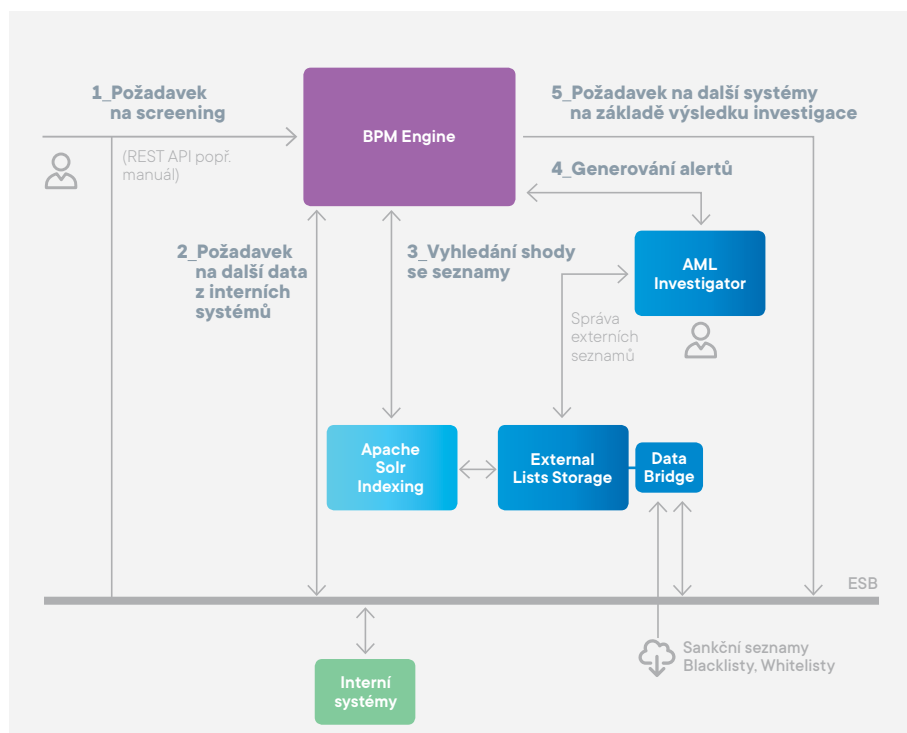 1_Požadavek
na screening
(REST API popř.
manuál)
BPM Engine
5_Požadavek na další systémy
na základě výsledku investigace
4_Generování alertů
2_Požadavek
na další data
z interních
systémů
3_Vyhledání shody
se seznamy
AML
Investigator
Správa
externích
seznamů
Apache
Solr
Indexing
External
Lists Storage
Data
Bridge
ESB
Interní
systémy
Sankční seznamy
Blacklisty, Whitelisty